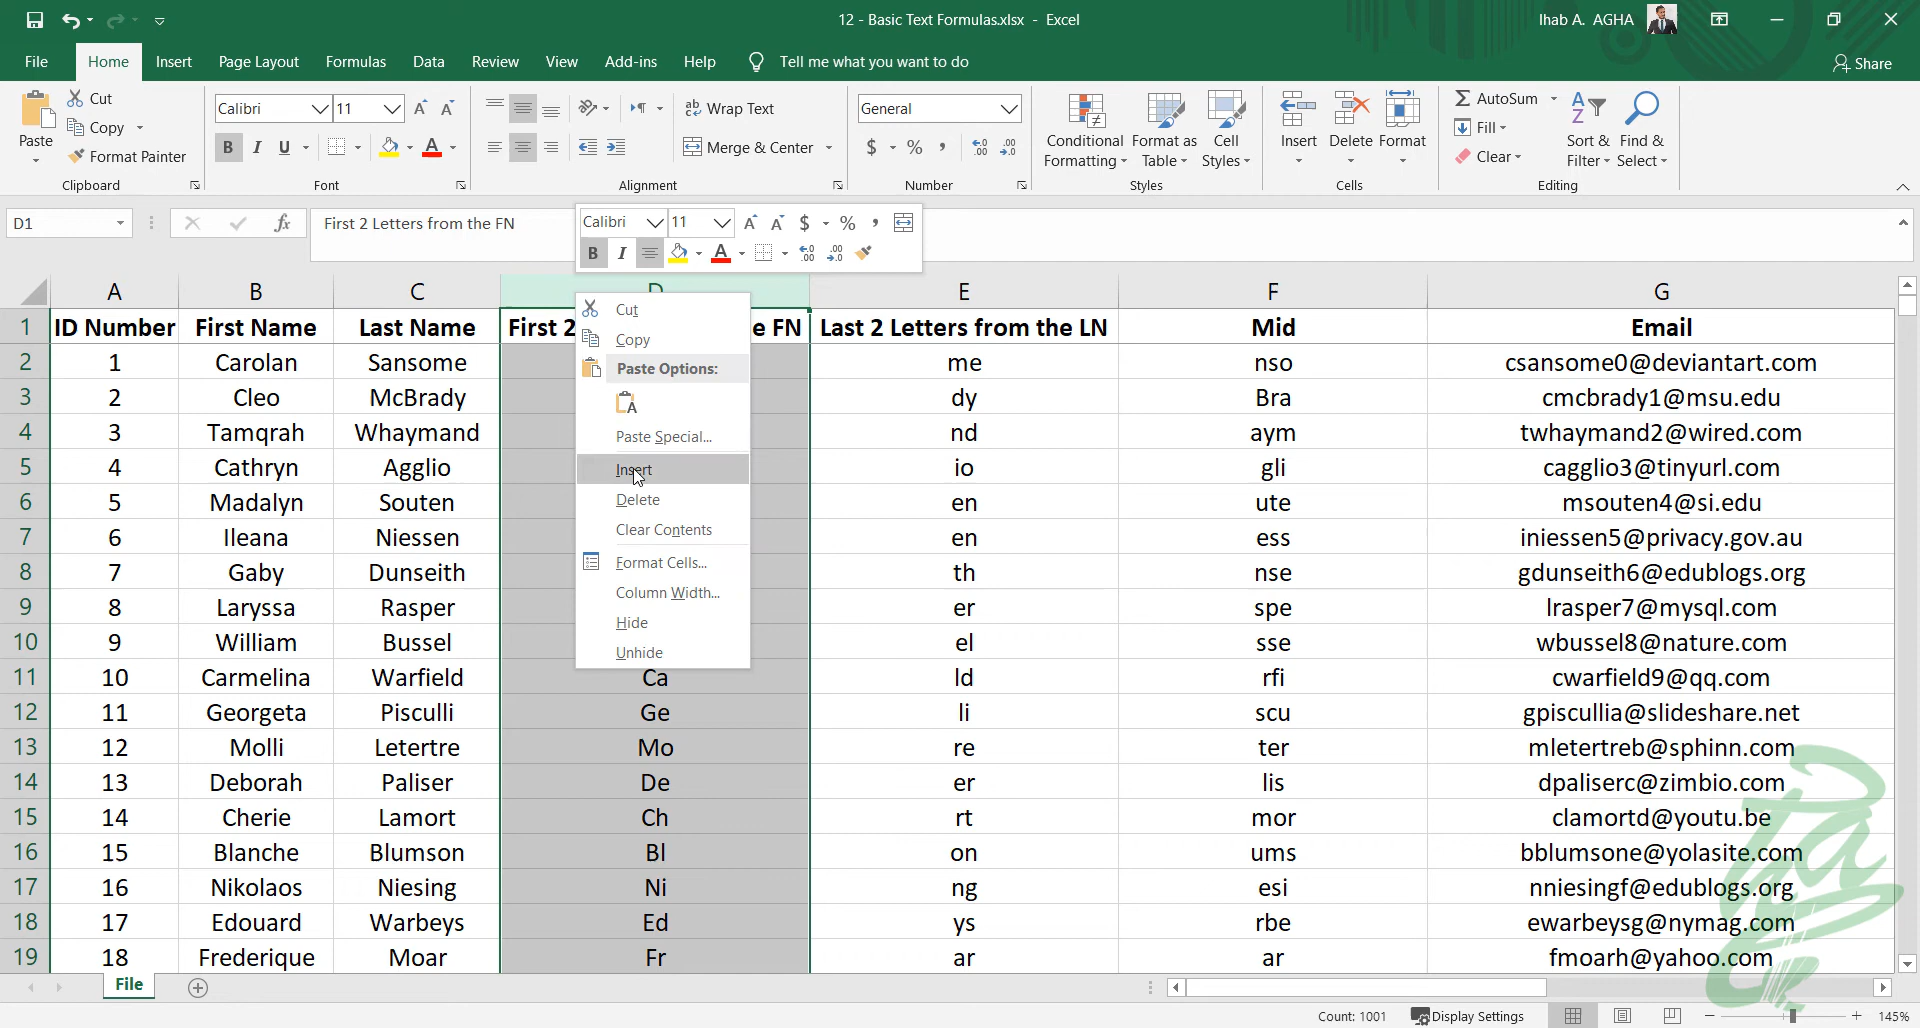 12 - Basic Text Formulas.xlsx - Excel
Ihab A. AGHA
File Home Insert Page Layout Formulas Data Review View Add-ins Help Tell me what you want to do Share
Paste
Cut
Copy
Format Painter
Clipboard
Calibri 11
B I U
Font
Wrap Text
Merge & Center
Alignment
General
$ % ,
Number
Conditional Formatting
Format as Table
Cell Styles
Styles
Insert Delete Format
Cells
AutoSum
Fill
Clear
Sort & Filter
Find & Select
Editing
D1 fx First 2 Letters from the FN
Calibri 11 $ % ,
B I A
Cut
Copy
Paste Options:
Paste Special...
Insert
Delete
Clear Contents
Format Cells...
Column Width...
Hide
Unhide
A B C D E F G
1 ID Number First Name Last Name First 2 e FN Last 2 Letters from the LN Mid Email
2 1 Carolan Sansome me nso csansome0@deviantart.com
3 2 Cleo McBrady dy Bra cmcbrady1@msu.edu
4 3 Tamqrah Whaymand nd aym twhaymand2@wired.com
5 4 Cathryn Agglio io gli cagglio3@tinyurl.com
6 5 Madalyn Souten en ute msouten4@si.edu
7 6 Ileana Niessen en ess iniessen5@privacy.gov.au
8 7 Gaby Dunseith th nse gdunseith6@edublogs.org
9 8 Laryssa Rasper er spe lrasper7@mysql.com
10 9 William Bussel el sse wbussel8@nature.com
11 10 Carmelina Warfield Ca ld rfi cwarfield9@qq.com
12 11 Georgeta Pisculli Ge li scu gpiscullia@slideshare.net
13 12 Molli Letertre Mo re ter mletertreb@sphinn.com
14 13 Deborah Paliser De er lis dpaliserc@zimbio.com
15 14 Cherie Lamort Ch rt mor clamortd@youtu.be
16 15 Blanche Blumson Bl on ums bblumsone@yolasite.com
17 16 Nikolaos Niesing Ni ng esi nniesingf@edublogs.org
18 17 Edouard Warbeys Ed ys rbe ewarbeysg@nymag.com
19 18 Frederique Moar Fr ar ar fmoarh@yahoo.com
File
Count: 1001 Display Settings 145%